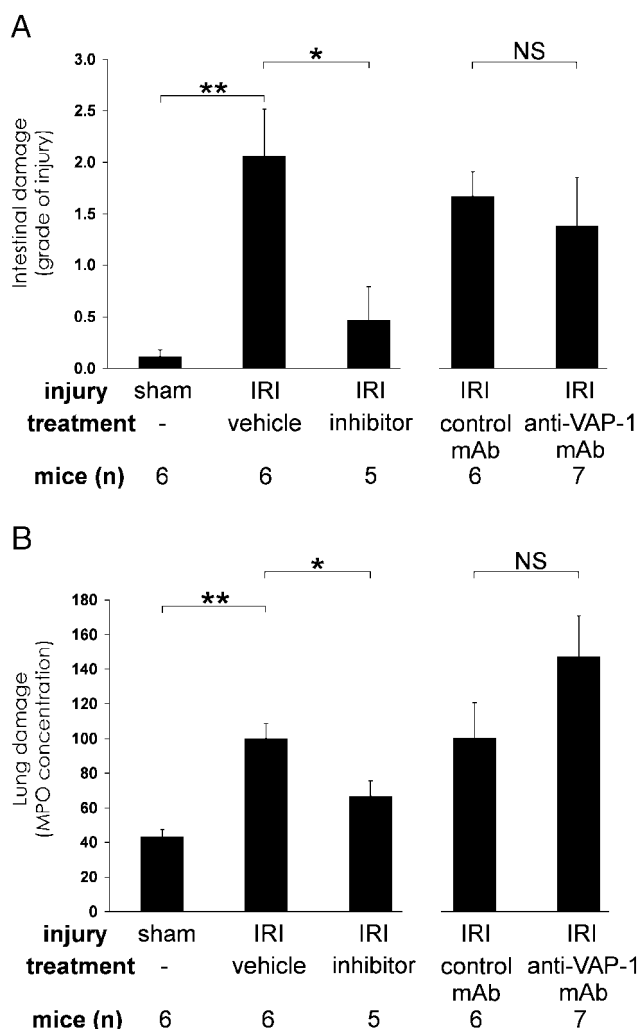 A
Intestinal damage
(grade of injury)
3.0
2.5
2.0
1.5
1.0
0.5
0.0
** * NS
injury sham IRI IRI IRI IRI
treatment - vehicle inhibitor control anti-VAP-1
mAb mAb
mice (n) 6 6 5 6 7
B
Lung damage
(MPO concentration)
180
160
140
120
100
80
60
40
20
0
** * NS
injury sham IRI IRI IRI IRI
treatment - vehicle inhibitor control anti-VAP-1
mAb mAb
mice (n) 6 6 5 6 7